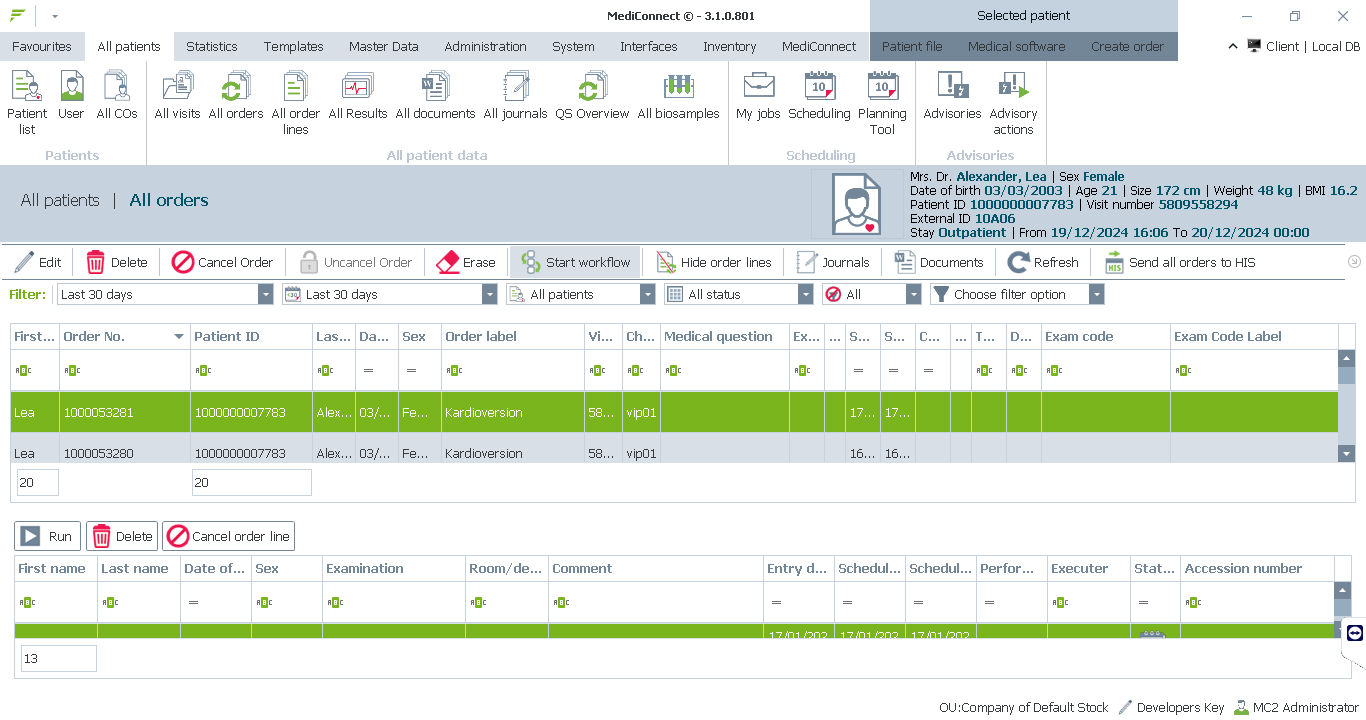 MediConnect © - 3.1.0.801
Selected patient
Favourites
All patients
Statistics
Templates
Master Data
Administration
System
Interfaces
Inventory
MediConnect
Patient file
Medical software
Create order
Client | Local DB
Patient list
User
All COs
All visits
All orders
All order lines
All Results
All documents
All journals
QS Overview
All biosamples
My jobs
Scheduling
Planning Tool
Advisories
Advisory actions
Patients
All patient data
Scheduling
Advisories
All patients | All orders
Mrs. Dr. Alexander, Lea | Sex Female
Date of birth 03/03/2003 | Age 21 | Size 172 cm | Weight 48 kg | BMI 16.2
Patient ID 1000000007783 | Visit number 5809558294
External ID 10A06
Stay Outpatient | From 19/12/2024 16:06 To 20/12/2024 00:00
Edit
Delete
Cancel Order
Uncancel Order
Erase
Start workflow
Hide order lines
Journals
Documents
Refresh
Send all orders to HIS
Filter:
Last 30 days
Last 30 days
All patients
All status
All
Choose filter option
First... Order No. Patient ID Las... Da... Sex Order label Vi... Ch... Medical question Ex... ... S... S... C... ... T... D... Exam code Exam Code Label
Lea 1000053281 1000000007783 Alex... 03/... Fe... Kardioversion 58... vip01 17... 17...
Lea 1000053280 1000000007783 Alex... 03/... Fe... Kardioversion 58... vip01 16... 16...
20 20
Run
Delete
Cancel order line
First name Last name Date of... Sex Examination Room/de... Comment Entry d... Schedul... Schedul... Perfor... Executer Stat... Accession number
17/01/202 17/01/202 17/01/202
13
OU:Company of Default Stock
Developers Key
MC2 Administrator